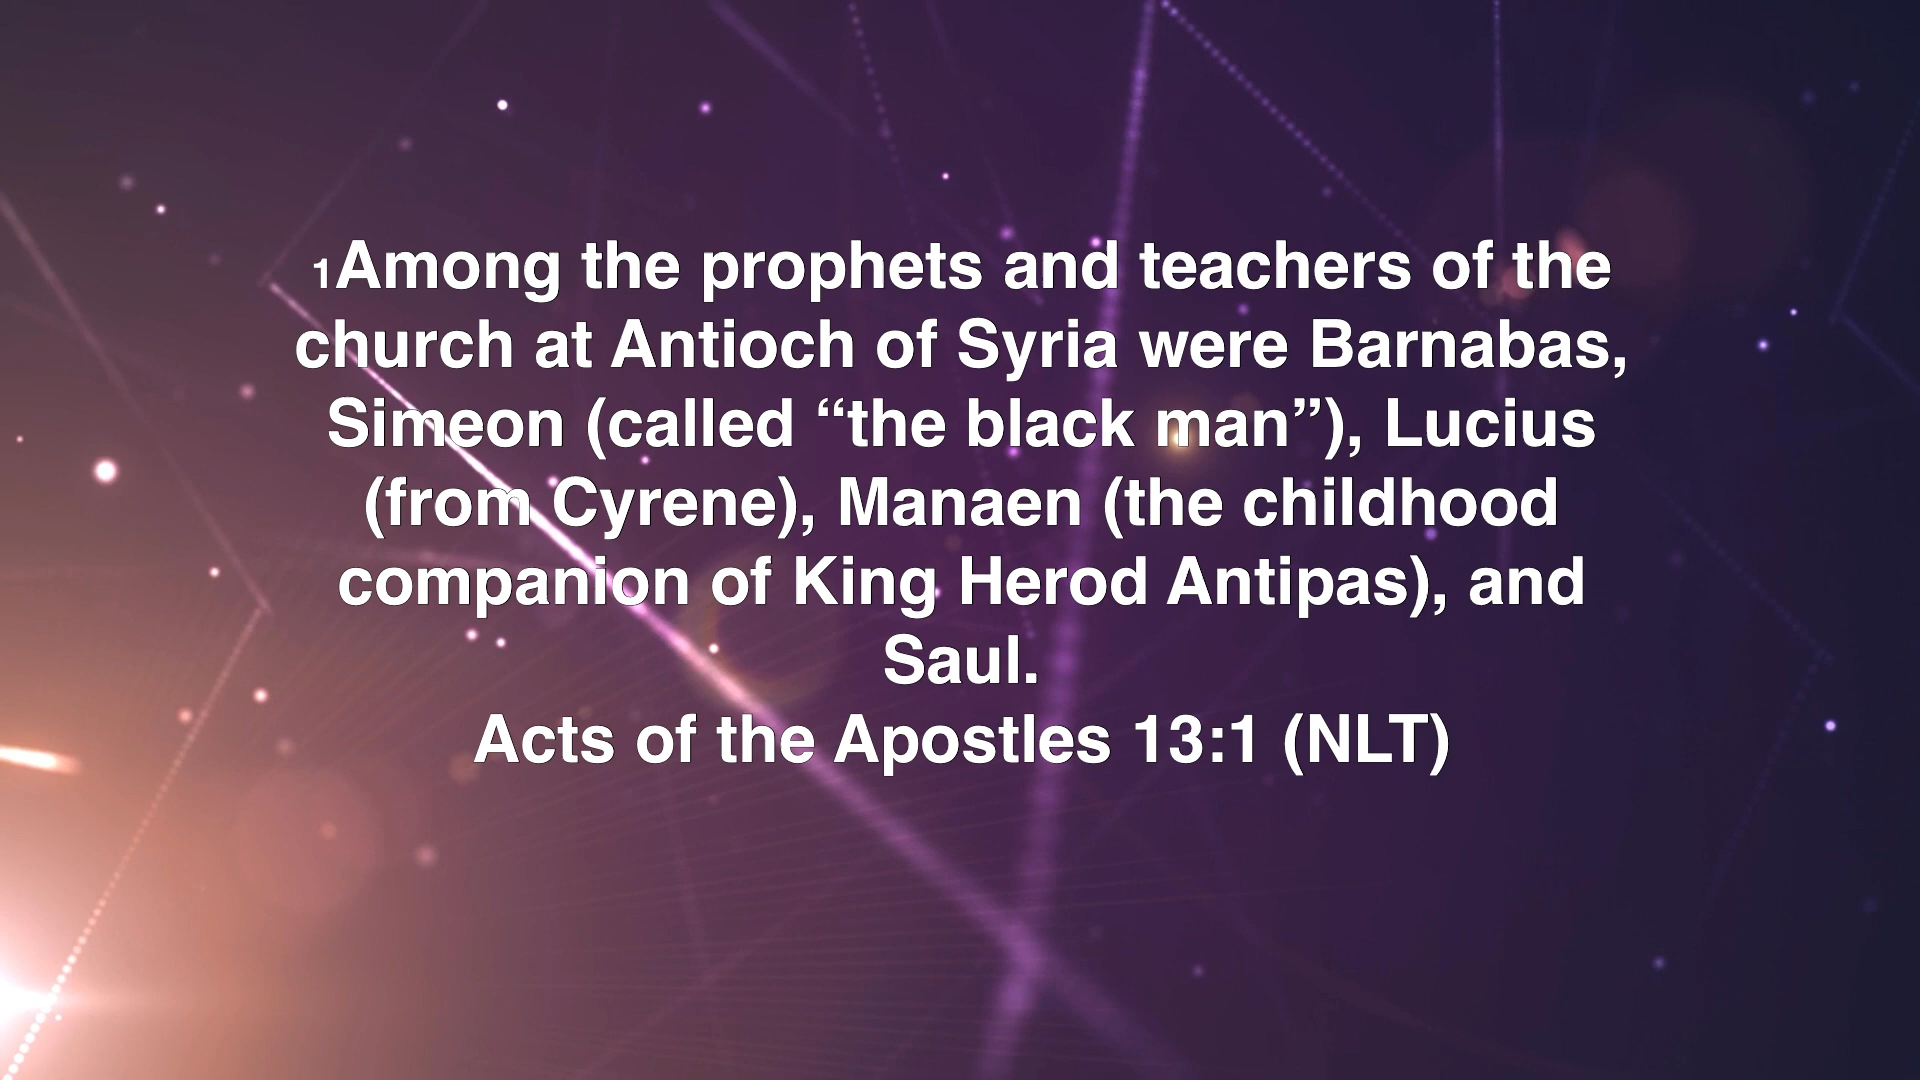 1Among the prophets and teachers of the
church at Antioch of Syria were Barnabas,
Simeon (called “the black man”), Lucius
(from Cyrene), Manaen (the childhood
companion of King Herod Antipas), and
Saul.
Acts of the Apostles 13:1 (NLT)